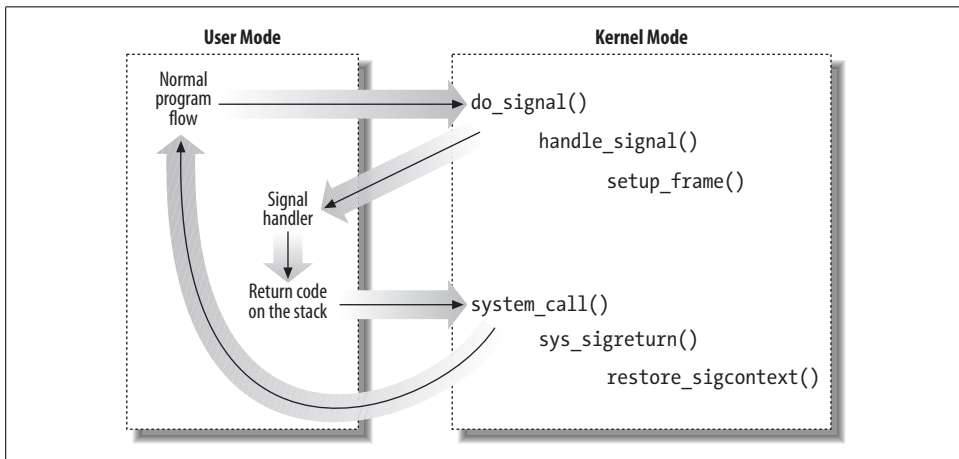 User Mode
Kernel Mode
Normal
program
flow
do_signal()
handle_signal()
setup_frame()
Signal
handler
Return code
on the stack
system_call()
sys_sigreturn()
restore_sigcontext()